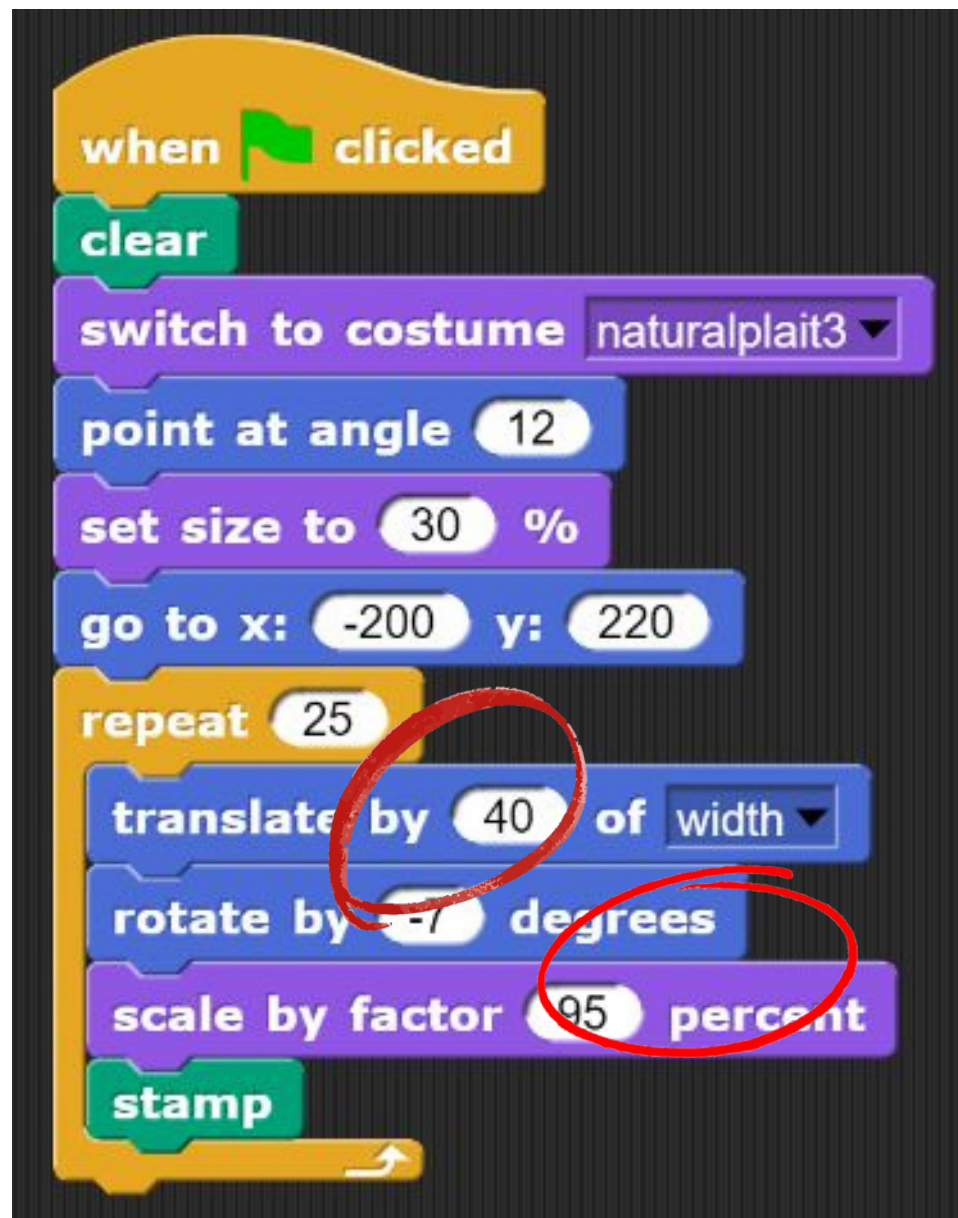 when clicked
clear
switch to costume naturalplait3
point at angle 12
set size to 30 %
go to x: -200 y: 220
repeat 25
translate by 40 of width
rotate by -7 degrees
scale by factor 95 percent
stamp